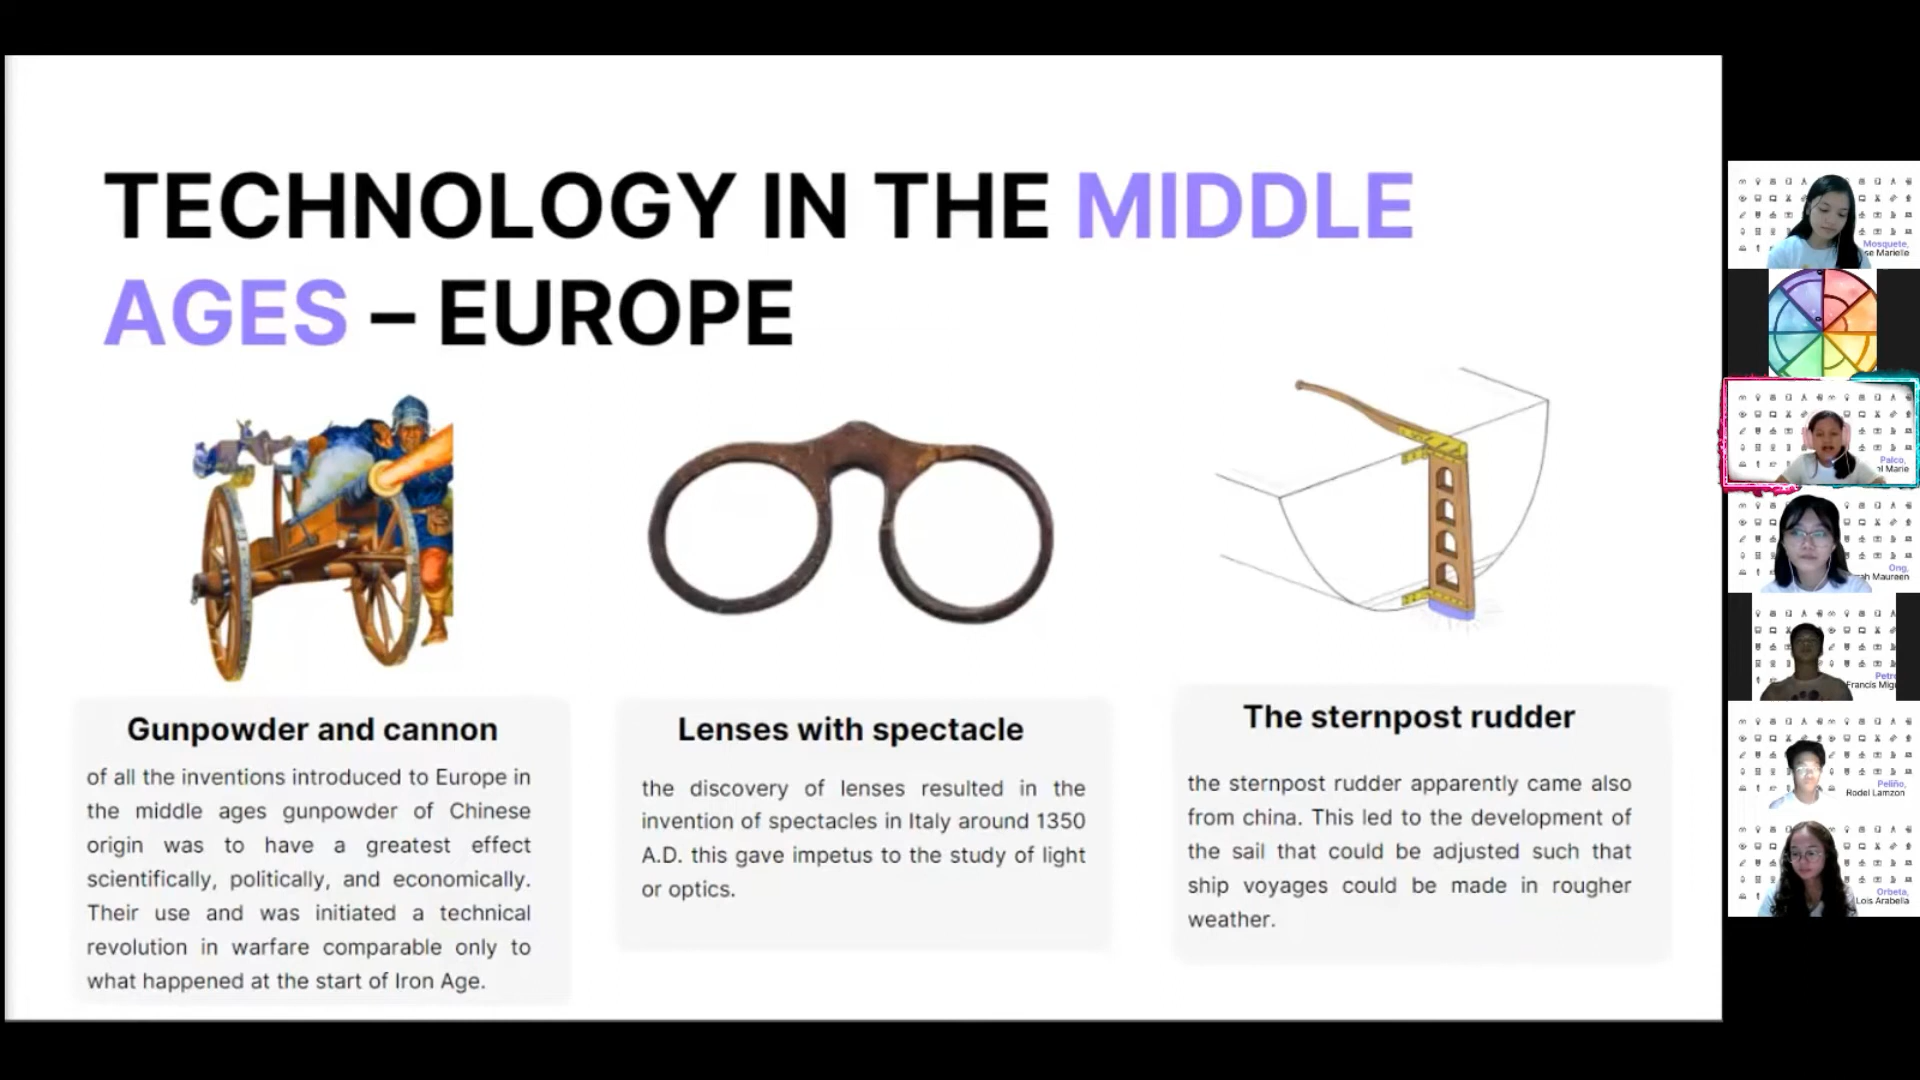 TECHNOLOGY IN THE MIDDLE
AGES – EUROPE
Gunpowder and cannon
of all the inventions introduced to Europe in
the middle ages gunpowder of Chinese
origin was to have a greatest effect
scientifically, politically, and economically.
Their use and was initiated a technical
revolution in warfare comparable only to
what happened at the start of Iron Age.
Lenses with spectacle
the discovery of lenses resulted in the
invention of spectacles in Italy around 1350
A.D. this gave impetus to the study of light
or optics.
The sternpost rudder
the sternpost rudder apparently came also
from china. This led to the development of
the sail that could be adjusted such that
ship voyages could be made in rougher
weather.
Mosquete,
Marielle
Palco,
Marie
Ong,
Maureen
Francis
Peliño,
Rodel Lamzon
Orbeta,
Lois Arabella